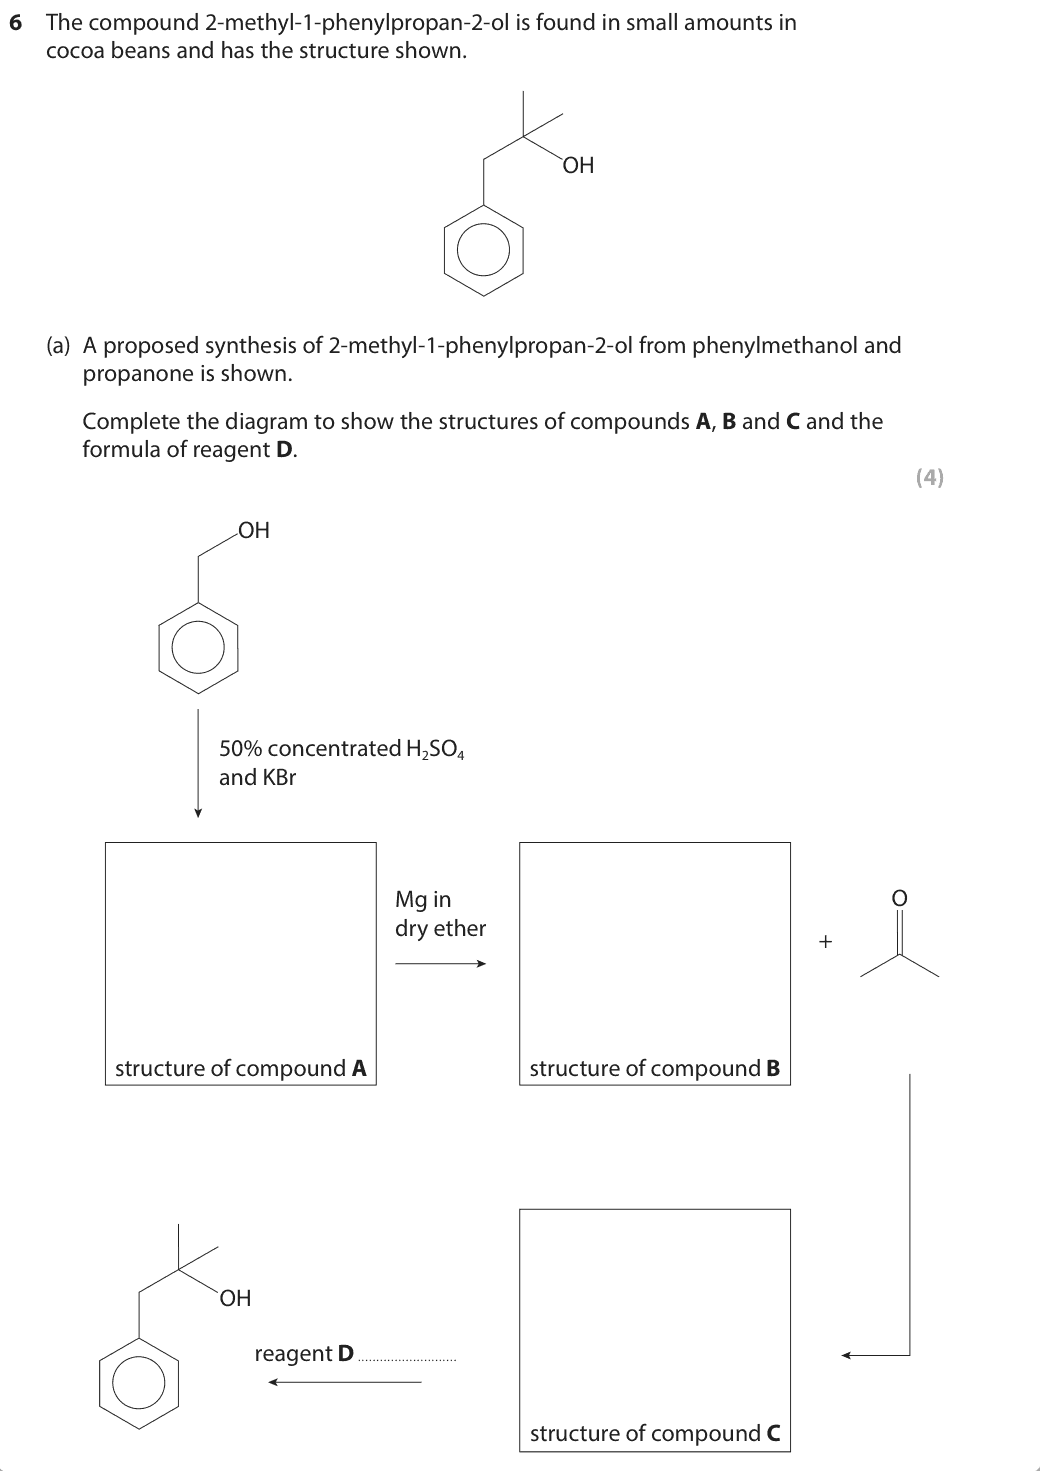 6 The compound 2-methyl-1-phenylpropan-2-ol is found in small amounts in
cocoa beans and has the structure shown.
OH
(a) A proposed synthesis of 2-methyl-1-phenylpropan-2-ol from phenylmethanol and
propanone is shown.
Complete the diagram to show the structures of compounds A, B and C and the
formula of reagent D.
(4)
OH
50% concentrated H₂SO₄
and KBr
Mg in
dry ether
O
+
structure of compound A
structure of compound B
OH
reagent D............................
structure of compound C